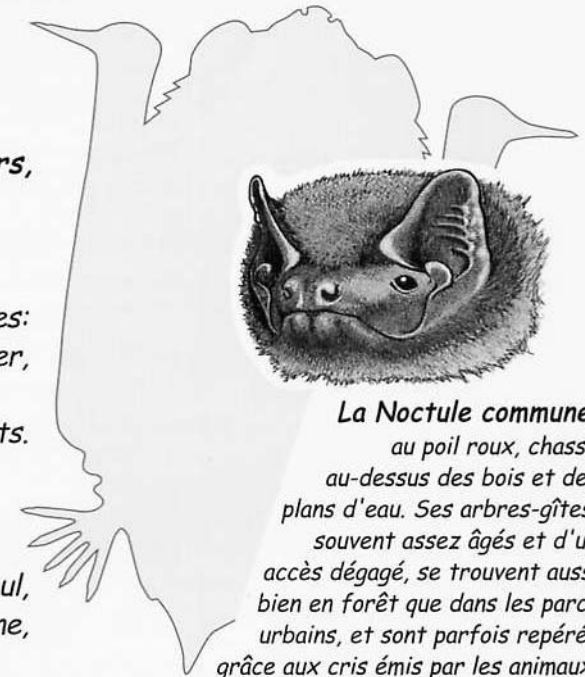 rs,
es:
er,
ts.
ul,
ne,
La Noctule commune
au poil roux, chass
au-dessus des bois et de
plans d'eau. Ses arbres-gîtes
souvent assez âgés et d'u
accès dégagé, se trouvent auss
bien en forêt que dans les parc
urbains, et sont parfois repéré
grâce aux cris émis par les animaux